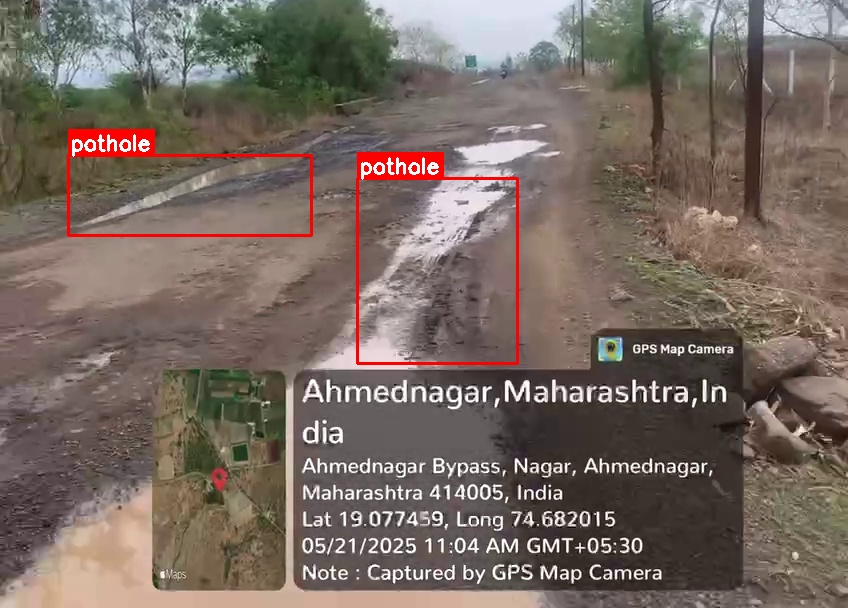 pothole
pothole
GPS Map Camera
Ahmednagar,Maharashtra,In
dia
Ahmednagar Bypass, Nagar, Ahmednagar,
Maharashtra 414005, India
Lat 19.077459, Long 74.682015
05/21/2025 11:04 AM GMT+05:30
Note : Captured by GPS Map Camera
Maps